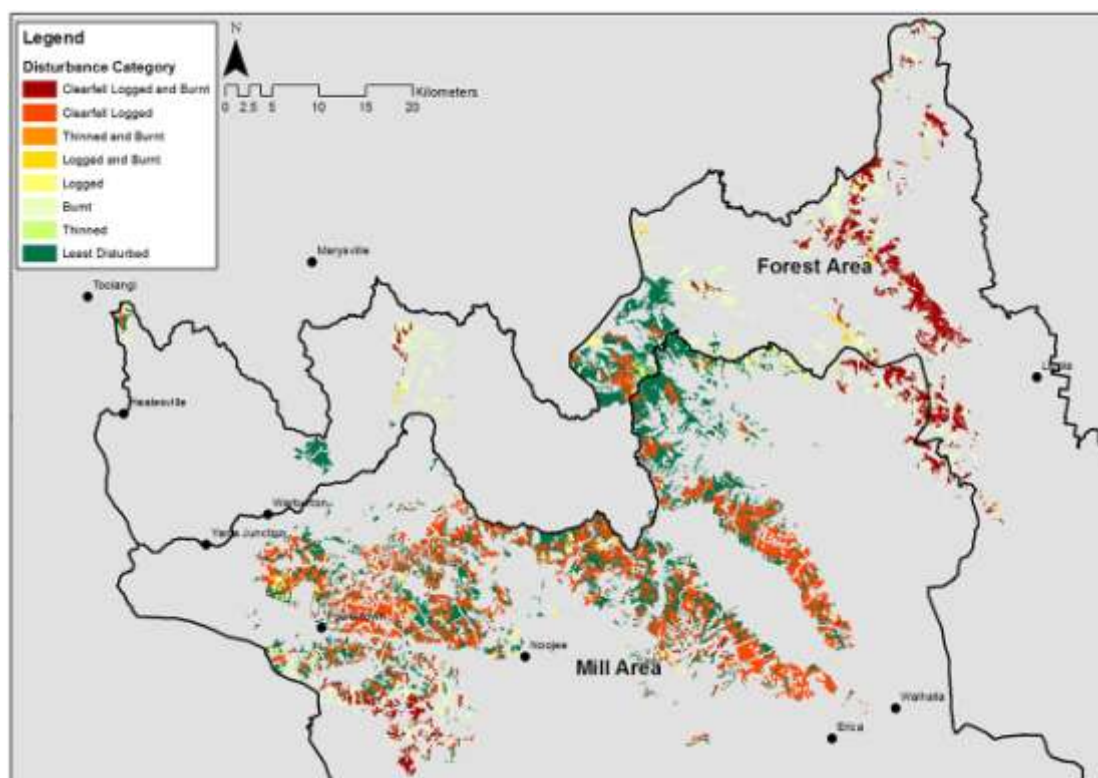 Legend
Disturbance Category
Clearfell Logged and Burnt
Clearfell Logged
Thinned and Burnt
Logged and Burnt
Logged
Burnt
Thinned
Least Disturbed
N
Kilometers
0 2.5 5 10 15 20
Marysville
Toolangi
Forest Area
Healesville
Warburton
Yarra Junction
Noojee
Mill Area
Walhalla
Erica